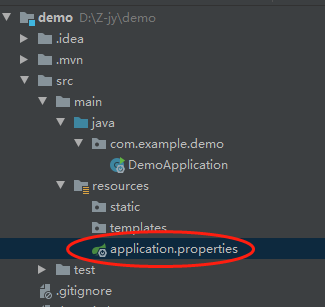 demo D:\Z-jy\demo
.idea
.mvn
src
main
java
com.example.demo
DemoApplication
resources
static
templates
application.properties
test
.gitignore